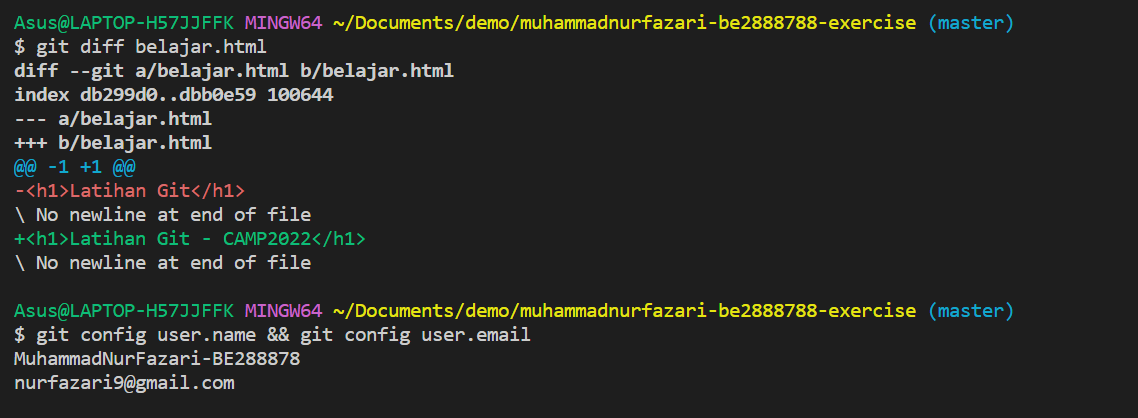 Asus@LAPTOP-H57JJFFK MINGW64 ~/Documents/demo/muhammadnurfazari-be2888788-exercise (master)
$ git diff belajar.html
diff --git a/belajar.html b/belajar.html
index db299d0..dbb0e59 100644
--- a/belajar.html
+++ b/belajar.html
@@ -1 +1 @@
-<h1>Latihan Git</h1>
\ No newline at end of file
+<h1>Latihan Git - CAMP2022</h1>
\ No newline at end of file
Asus@LAPTOP-H57JJFFK MINGW64 ~/Documents/demo/muhammadnurfazari-be2888788-exercise (master)
$ git config user.name && git config user.email
MuhammadNurFazari-BE288878
nurfazari9@gmail.com